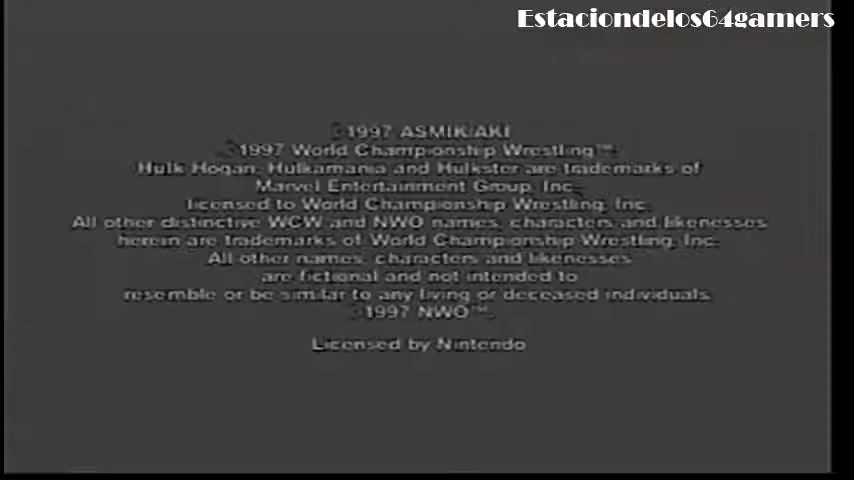 Estaciondelos64gamers
©1997 ASMIK/AKI
©1997 World Championship Wrestling™.
Hulk Hogan, Hulkamania and Hulkster are trademarks of
Marvel Entertainment Group, Inc.,
licensed to World Championship Wrestling, Inc.
All other distinctive WCW and NWO names, characters and likenesses
herein are trademarks of World Championship Wrestling, Inc.
All other names, characters and likenesses
are fictional and not intended to
resemble or be similar to any living or deceased individuals.
©1997 NWO™.
Licensed by Nintendo